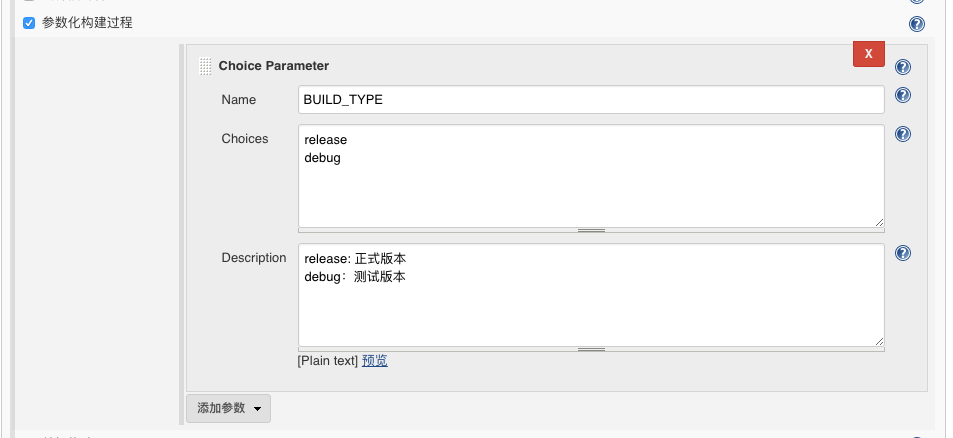 参数化构建过程
X
Choice Parameter
Name
BUILD_TYPE
Choices
release
debug
Description
release: 正式版本
debug：测试版本
[Plain text] 预览
添加参数